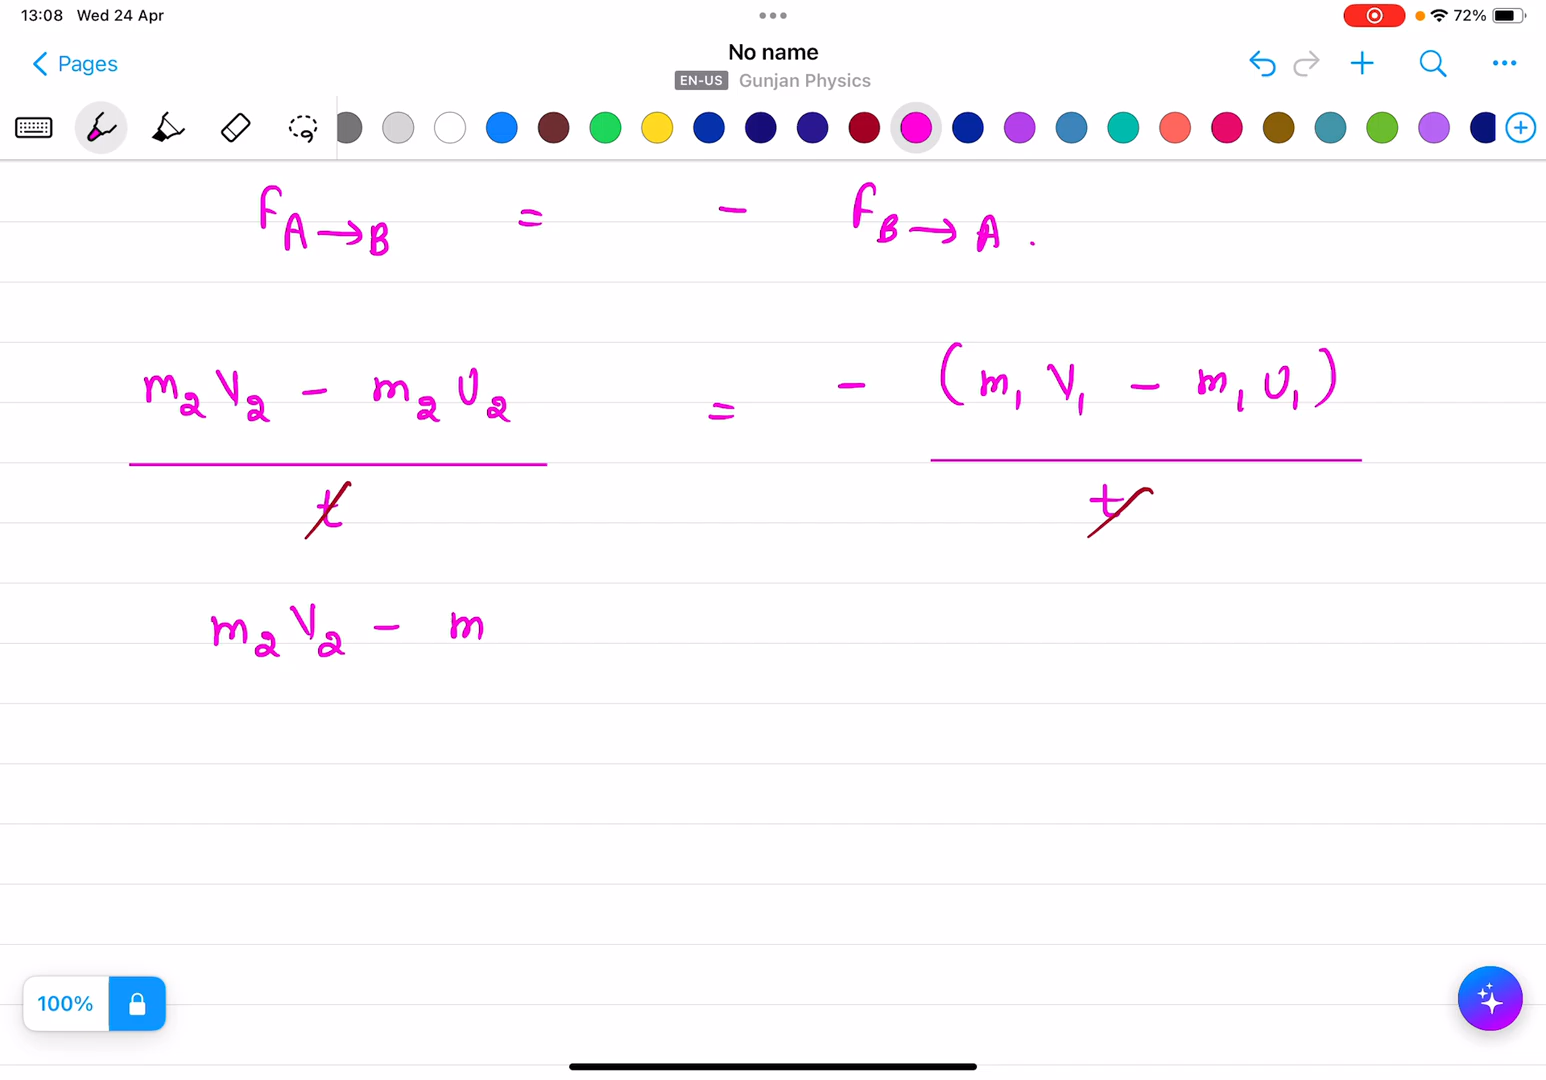 13:08 Wed 24 Apr 72%
Pages No name
EN-US Gunjan Physics
F_{A→B} = - F_{B→A}.
m₂V₂ - m₂U₂ = - (m₁V₁ - m₁U₁)
t t
m₂V₂ - m
100%